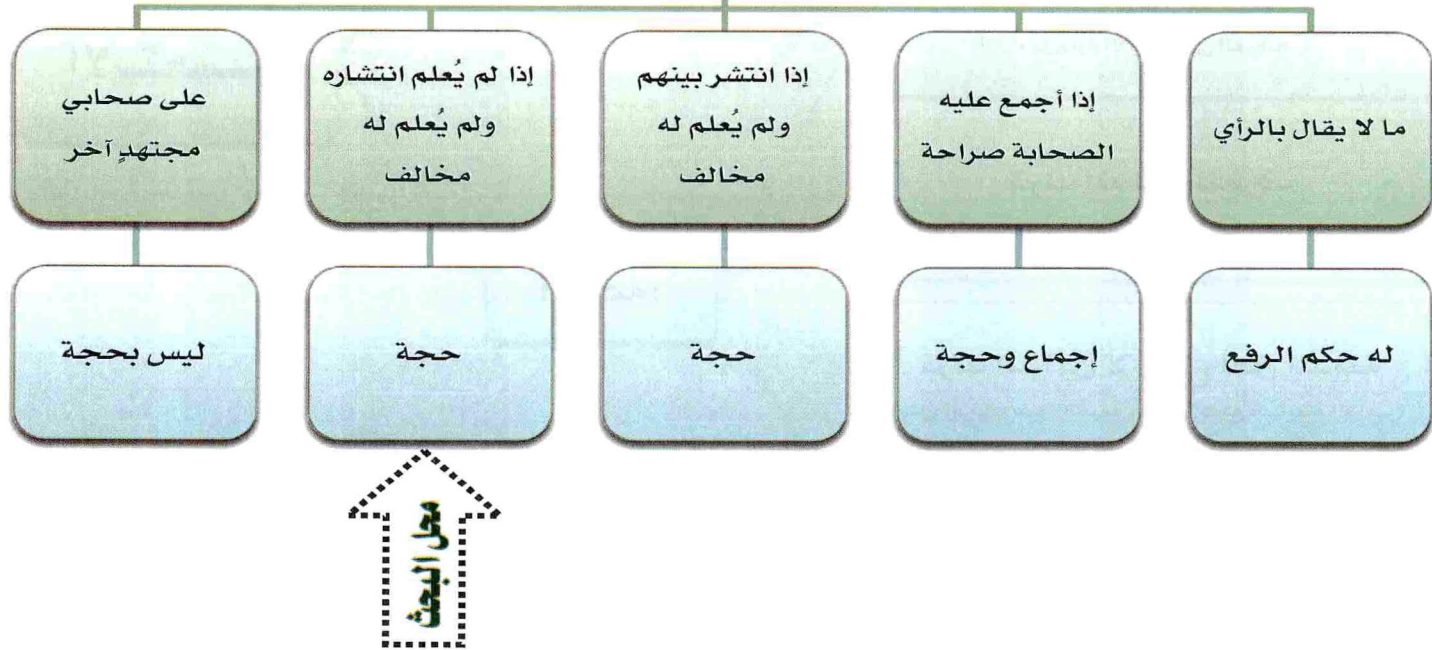 ما لا يقال بالرأي
إذا أجمع عليه
الصحابة صراحة
إذا انتشر بينهم
ولم يُعلم له
مخالف
إذا لم يُعلم انتشاره
ولم يُعلم له
مخالف
على صحابي
مجتهدٍ آخر
له حكم الرفع
إجماع وحجة
حجة
حجة
ليس بحجة
محل البحث